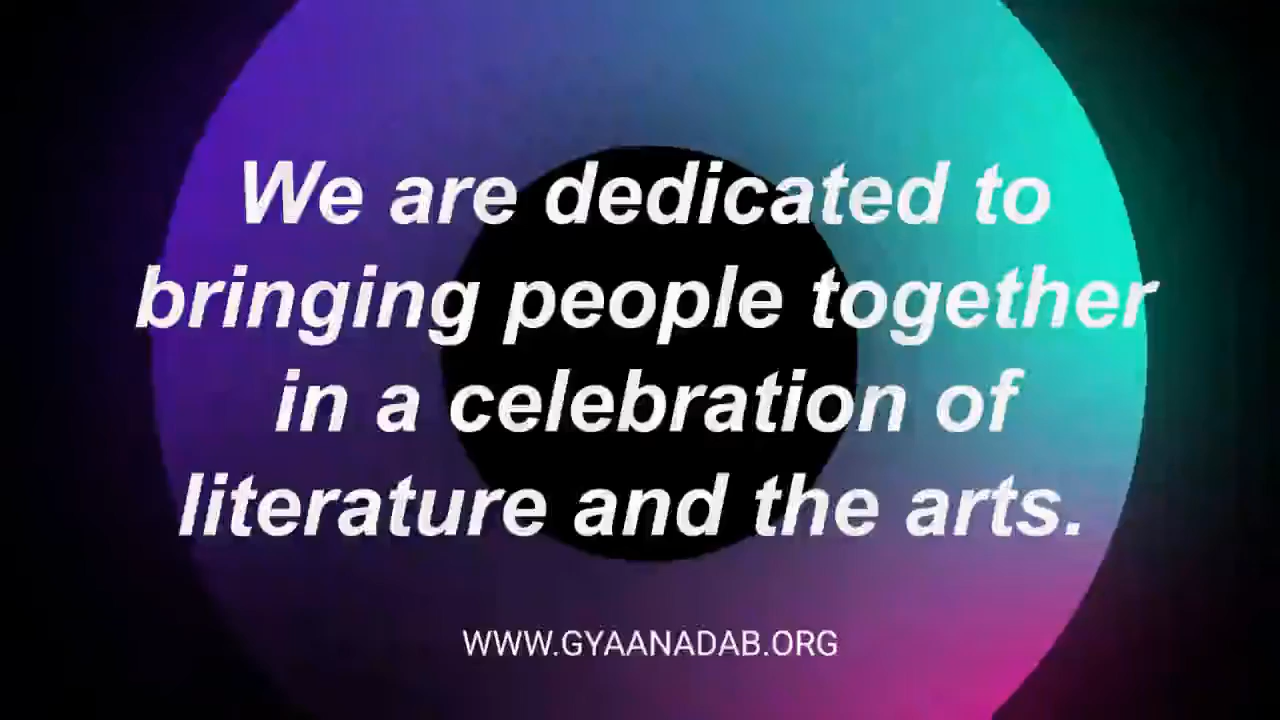 We are dedicated to
bringing people together
in a celebration of
literature and the arts.
WWW.GYAANADAB.ORG